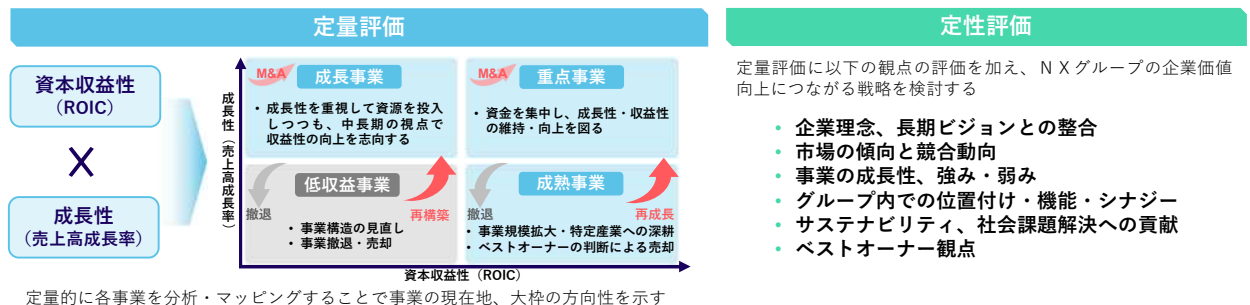 定量評価
資本収益性
(ROIC)
×
成長性
(売上高成長率)
成長性(売上高成長率)
M&A
成長事業
・成長性を重視して資源を投入
しつつも、中長期の視点で
収益性の向上を志向する
M&A
重点事業
・資金を集中し、成長性・収益性
の維持・向上を図る
低収益事業
撤退
再構築
・事業構造の見直し
・事業撤退・売却
成熟事業
撤退
再成長
・事業規模拡大・特定産業への深耕
・ベストオーナーの判断による売却
資本収益性(ROIC)
定量的に各事業を分析・マッピングすることで事業の現在地、大枠の方向性を示す
定性評価
定量評価に以下の観点の評価を加え、NXグループの企業価値
向上につながる戦略を検討する
・企業理念、長期ビジョンとの整合
・市場の傾向と競合動向
・事業の成長性、強み・弱み
・グループ内での位置付け・機能・シナジー
・サステナビリティ、社会課題解決への貢献
・ベストオーナー観点